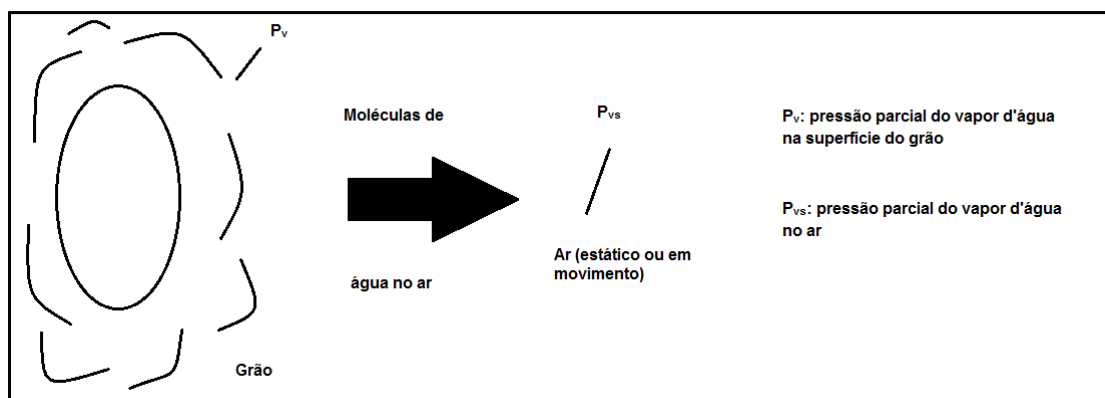 Pv
Moléculas de
Pvs
Pv: pressão parcial do vapor d'água
na superfície do grão
Pvs: pressão parcial do vapor d'água
no ar
Ar (estático ou em
movimento)
água no ar
Grão